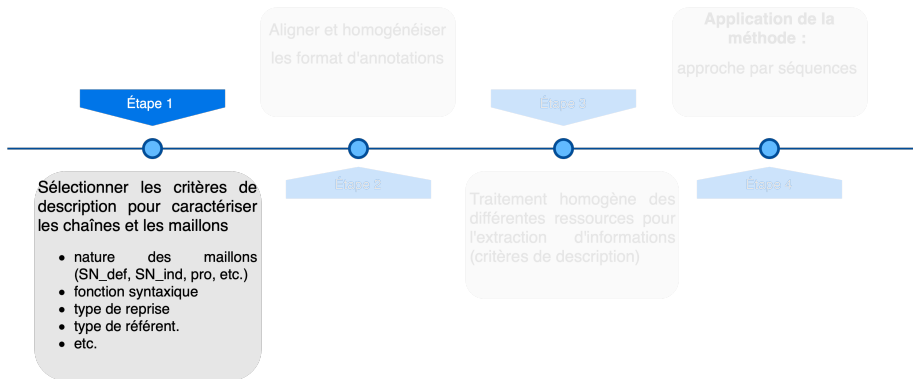 Étape 1
Sélectionner les critères de
description pour caractériser
les chaînes et les maillons
• nature des maillons
(SN_def, SN_ind, pro, etc.)
• fonction syntaxique
• type de reprise
• type de référent.
• etc.
Aligner et homogénéiser
les format d'annotations
Étape 2
Étape 3
Traitement homogène des
différentes ressources pour
l'extraction d'informations
(critères de description)
Application de la
méthode :
approche par séquences
Étape 4